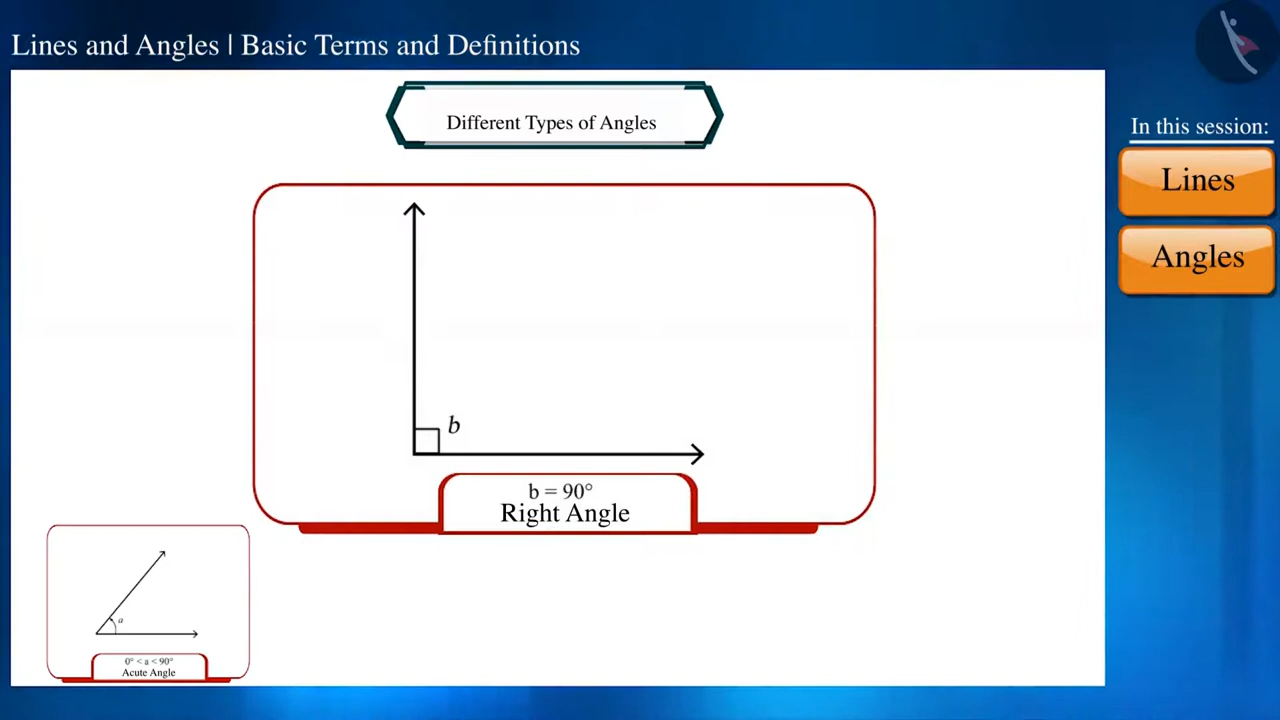 Lines and Angles | Basic Terms and Definitions
In this session:
Lines
Angles
Different Types of Angles
b
b = 90°
Right Angle
a
0° < a < 90°
Acute Angle